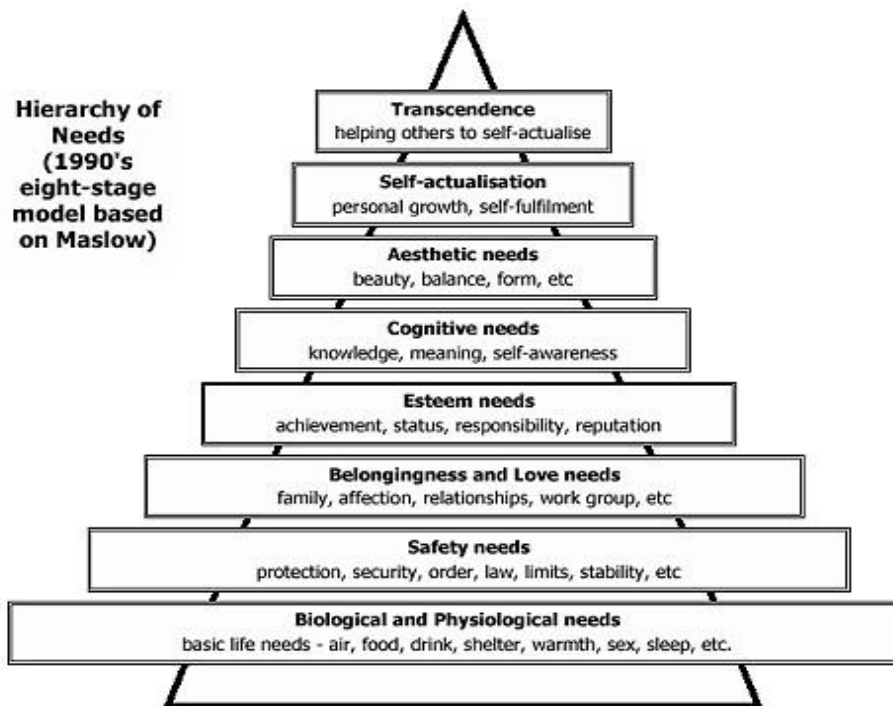 Hierarchy of
Needs
(1990's
eight-stage
model based
on Maslow)
Transcendence
helping others to self-actualise
Self-actualisation
personal growth, self-fulfilment
Aesthetic needs
beauty, balance, form, etc
Cognitive needs
knowledge, meaning, self-awareness
Esteem needs
achievement, status, responsibility, reputation
Belongingness and Love needs
family, affection, relationships, work group, etc
Safety needs
protection, security, order, law, limits, stability, etc
Biological and Physiological needs
basic life needs - air, food, drink, shelter, warmth, sex, sleep, etc.